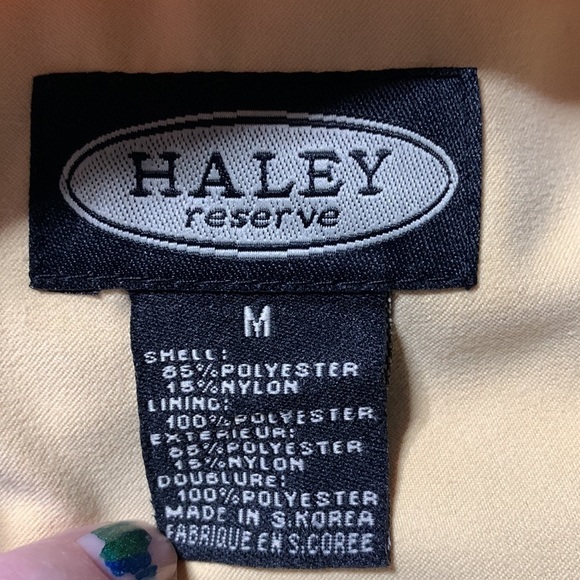 HALEY
reserve
M
SHELL:
85%POLYESTER
15%NYLON
LINING:
100%POLYESTER
EXTERIEUR:
85%POLYESTER
15%NYLON
DOUBLURE:
100%POLYESTER
MADE IN S.KOREA
FABRIQUE EN S.COREE